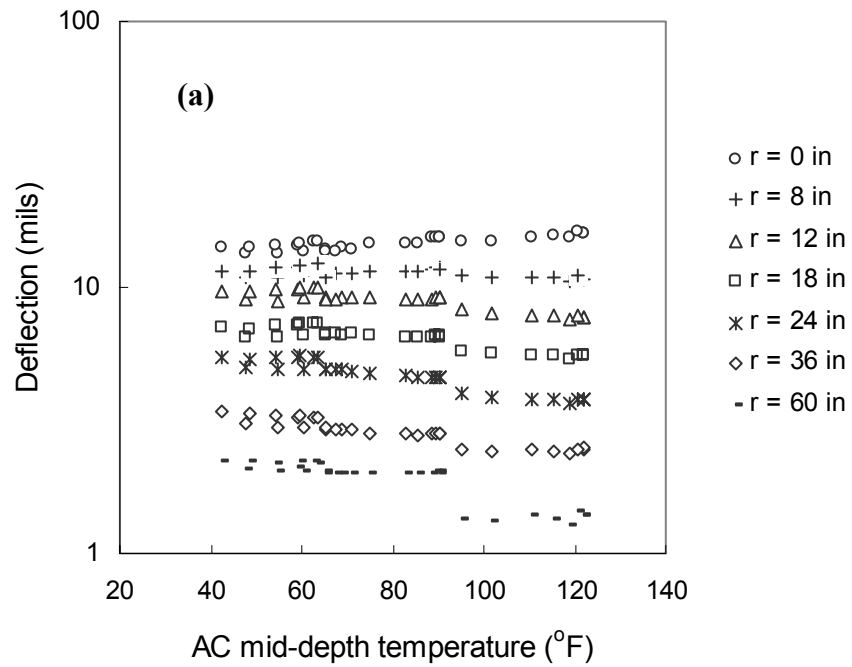 100
(a)
10
1
Deflection (mils)
20 40 60 80 100 120 140
AC mid-depth temperature (°F)
r = 0 in
r = 8 in
r = 12 in
r = 18 in
r = 24 in
r = 36 in
r = 60 in